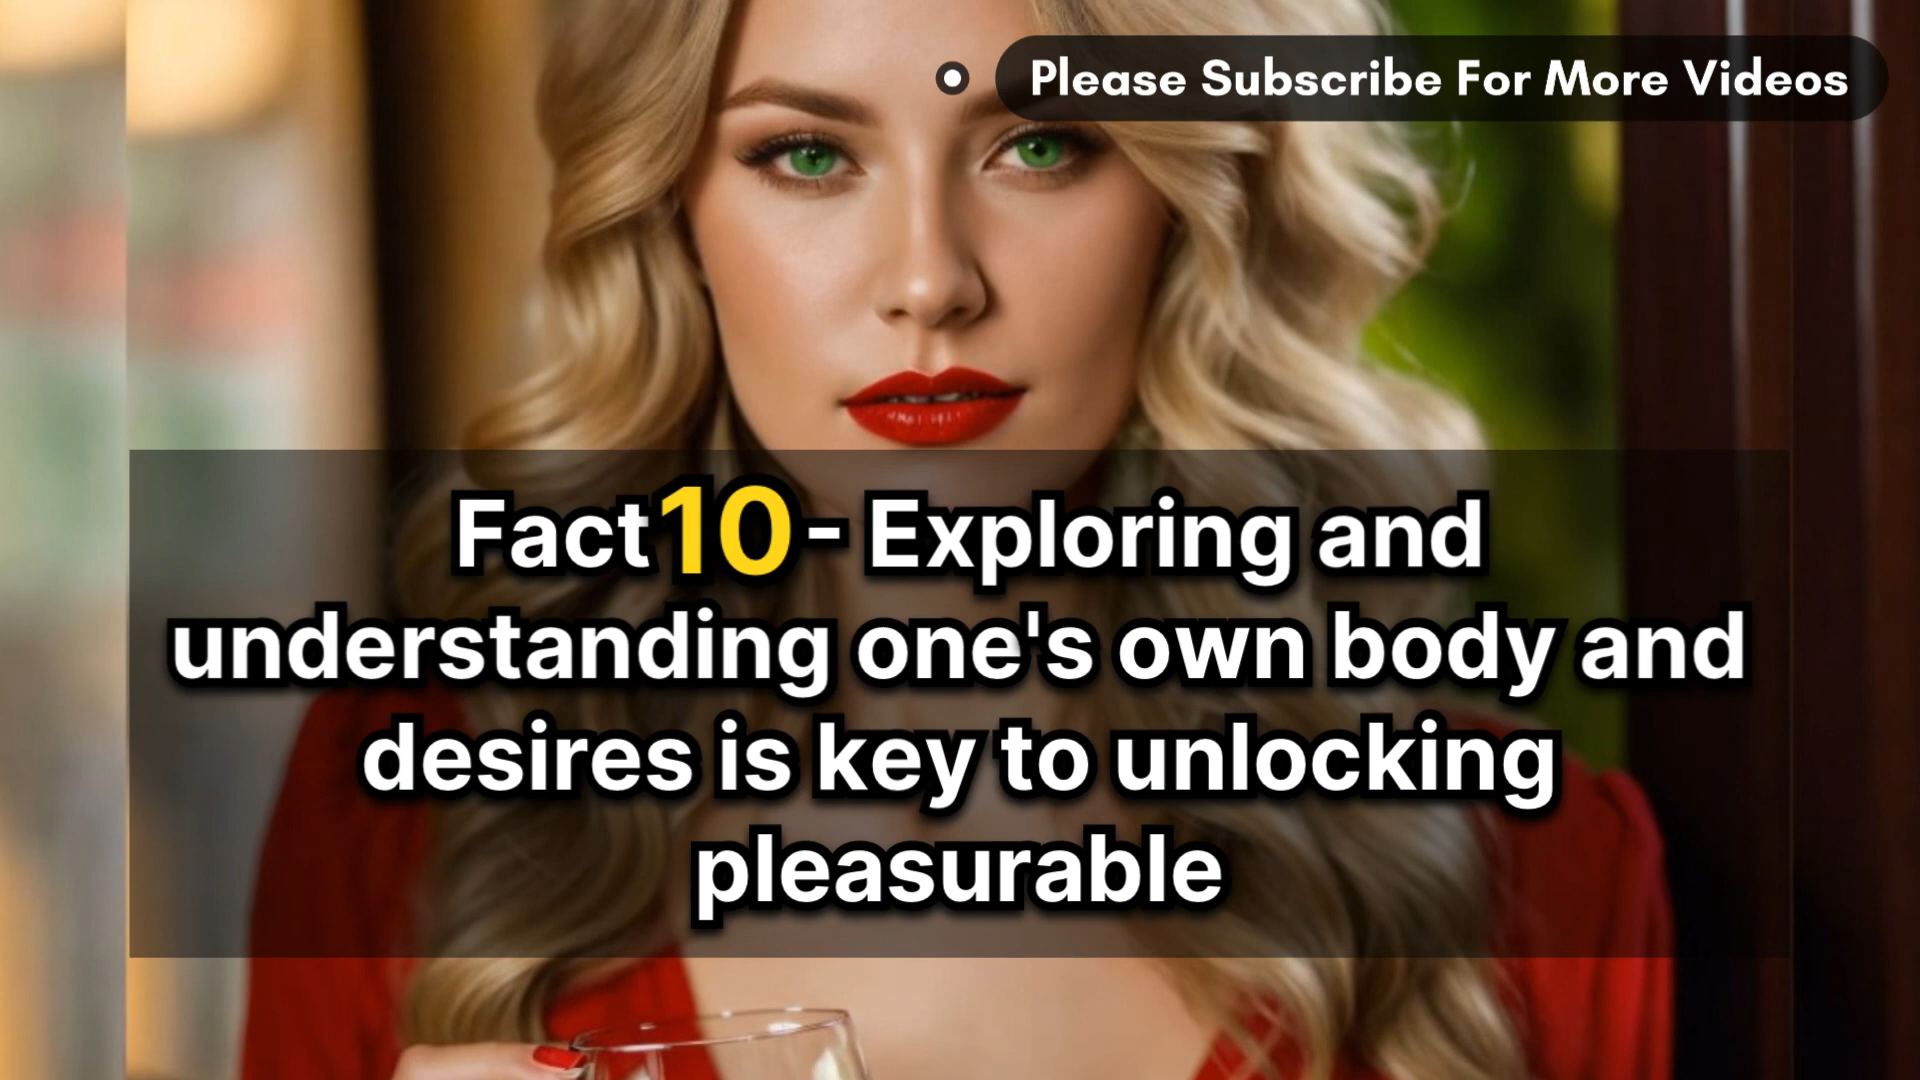 Please Subscribe For More Videos
Fact 10 - Exploring and
understanding one's own body and
desires is key to unlocking
pleasurable